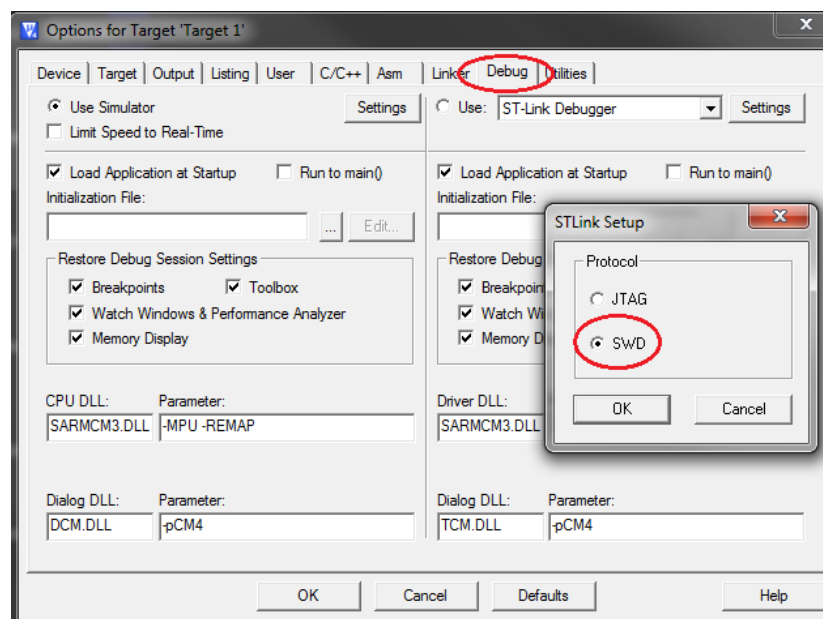 Options for Target 'Target 1'
Device Target Output Listing User C/C++ Asm Linker Debug Utilities
Use Simulator Settings Use: ST-Link Debugger Settings
Limit Speed to Real-Time
Load Application at Startup Run to main() Load Application at Startup Run to main()
Initialization File: Initialization File:
... Edit...
STLink Setup
Restore Debug Session Settings Restore Debug
Protocol
Breakpoints Toolbox Breakpoin
JTAG
Watch Windows & Performance Analyzer Watch Wi
Memory Display Memory D
SWD
OK Cancel
CPU DLL: Parameter: Driver DLL:
SARMCM3.DLL -MPU -REMAP SARMCM3.DLL
Dialog DLL: Parameter: Dialog DLL: Parameter:
DCM.DLL -pCM4 TCM.DLL -pCM4
OK Cancel Defaults Help